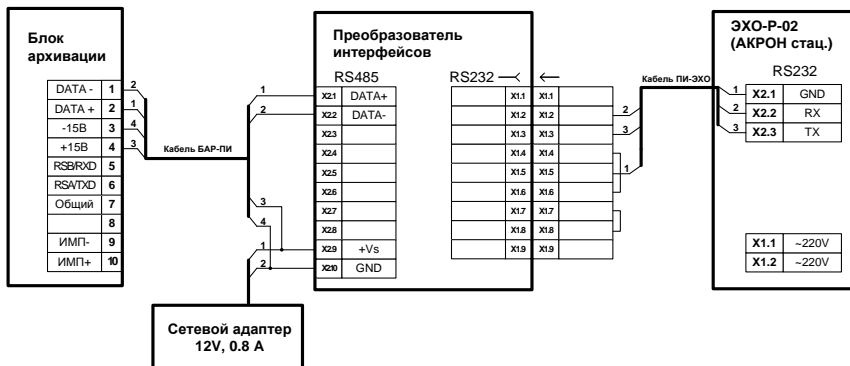 Блок
архивации
DATA - 1 2
DATA + 2 1
-15В 3 4
+15В 4 3
RSB/RXD 5
RSA/TXD 6
Общий 7
8
ИМП- 9
ИМП+ 10
Кабель БАР-ПИ
1
2
3
4
1
2
Сетевой адаптер
12V, 0.8 А
Преобразователь
интерфейсов
RS485 RS232
X2.1 DATA+ X1.1 X1.1
X2.2 DATA- X1.2 X1.2 2
X2.3 X1.3 X1.3 3
X2.4 X1.4 X1.4
X2.5 X1.5 X1.5 1
X2.6 X1.6 X1.6
X2.7 X1.7 X1.7
X2.8 X1.8 X1.8
X2.9 +Vs X1.9 X1.9
X2.10 GND
Кабель ПИ-ЭХО
ЭХО-Р-02
(АКРОН стац.)
RS232
1 X2.1 GND
2 X2.2 RX
3 X2.3 TX
X1.1 ~220V
X1.2 ~220V